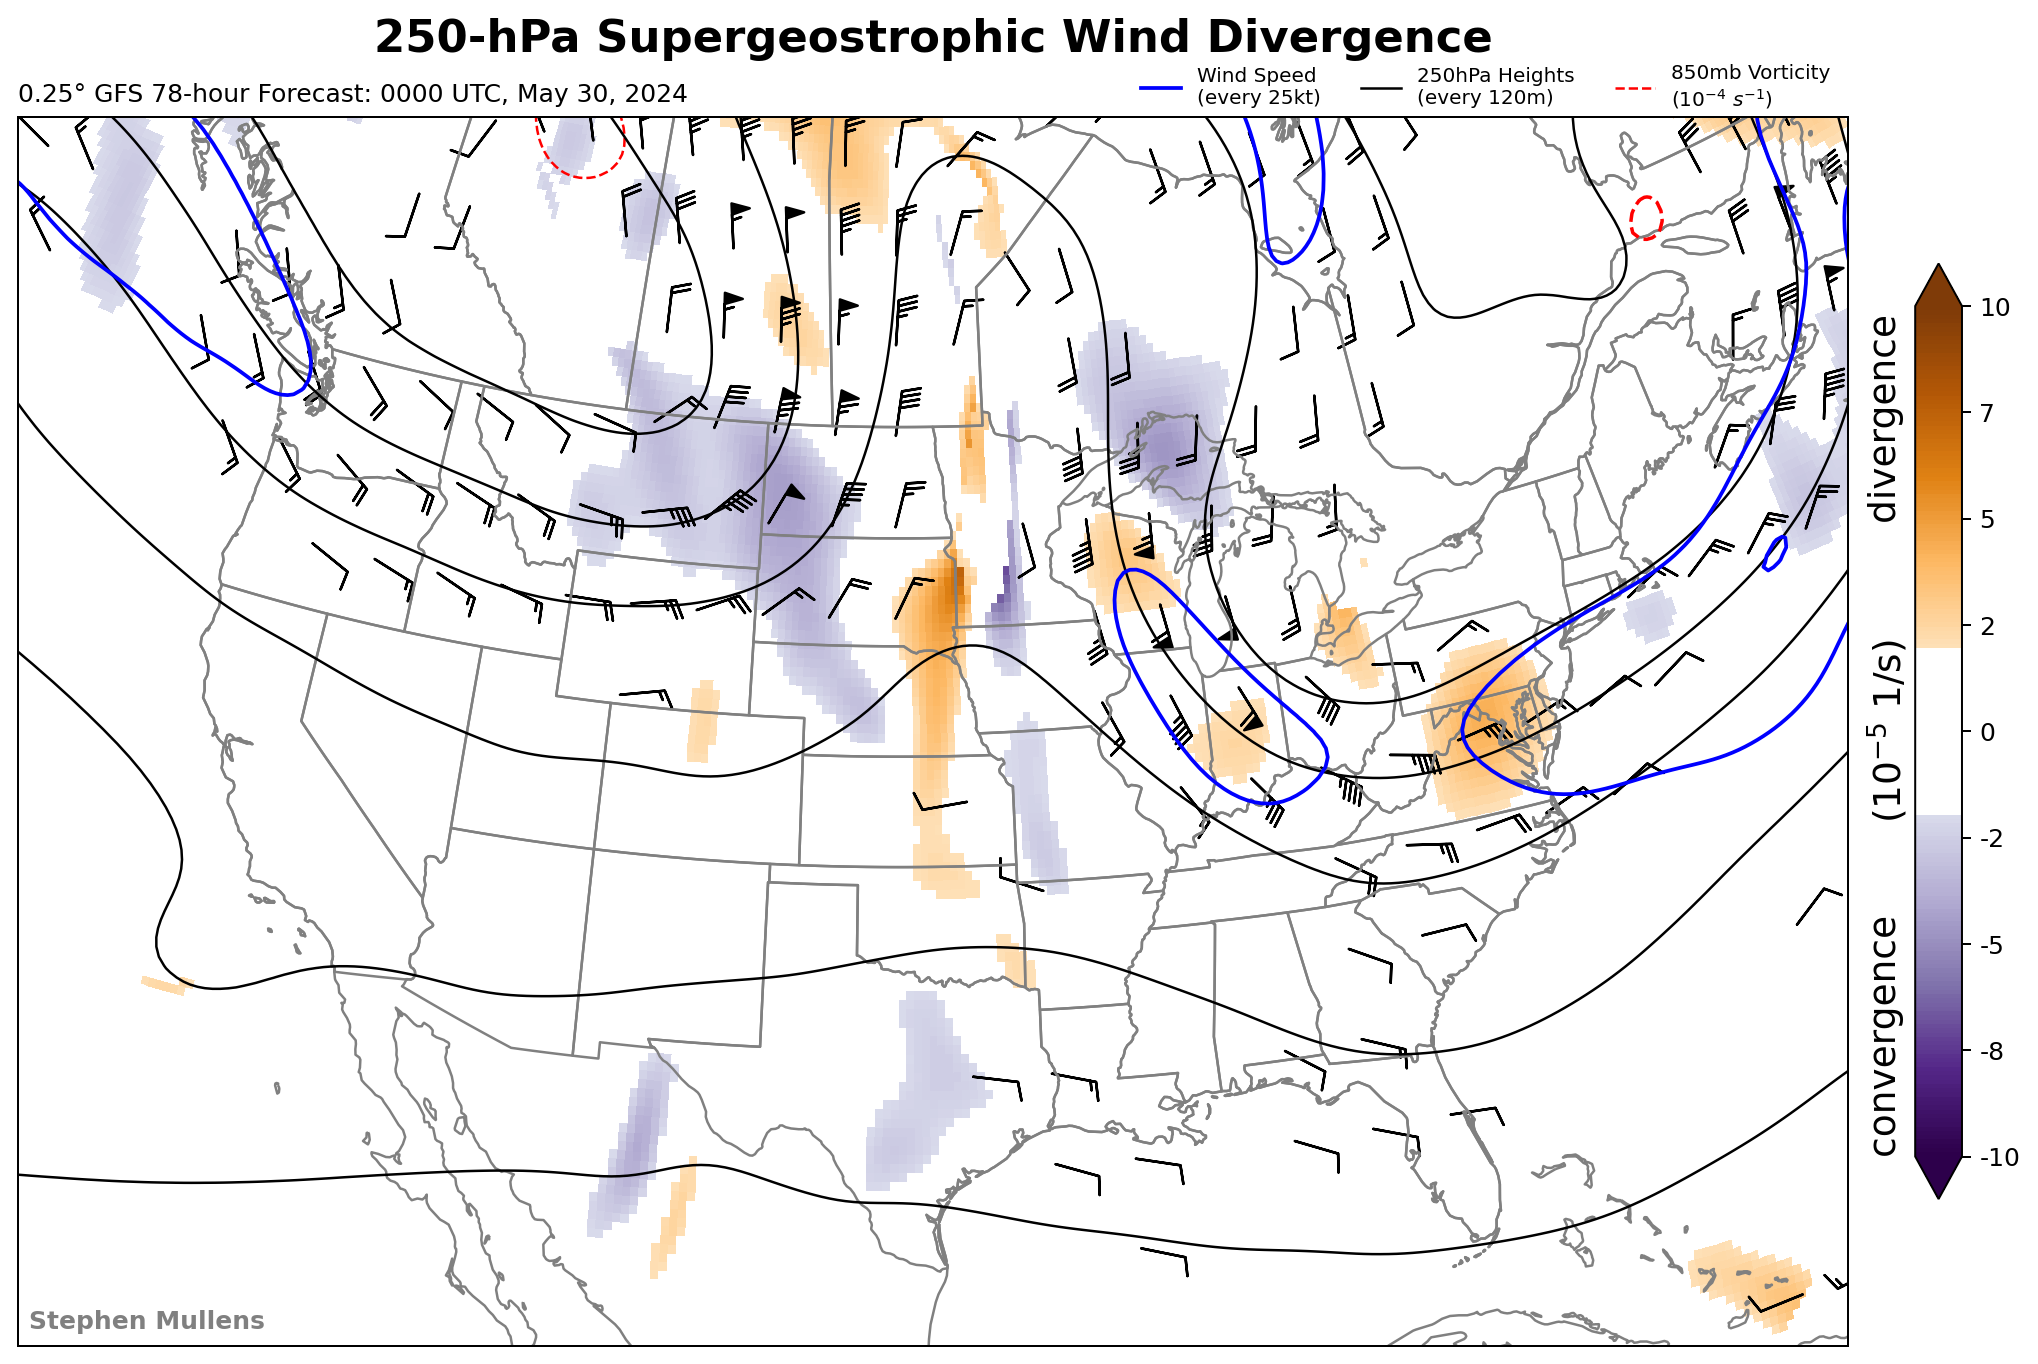 250-hPa Supergeostrophic Wind Divergence
0.25° GFS 78-hour Forecast: 0000 UTC, May 30, 2024
Wind Speed
(every 25kt)
250hPa Heights
(every 120m)
850mb Vorticity
(10⁻⁴ s⁻¹)
10
7
5
2
0
-2
-5
-8
-10
convergence (10⁻⁵ 1/s) divergence
Stephen Mullens